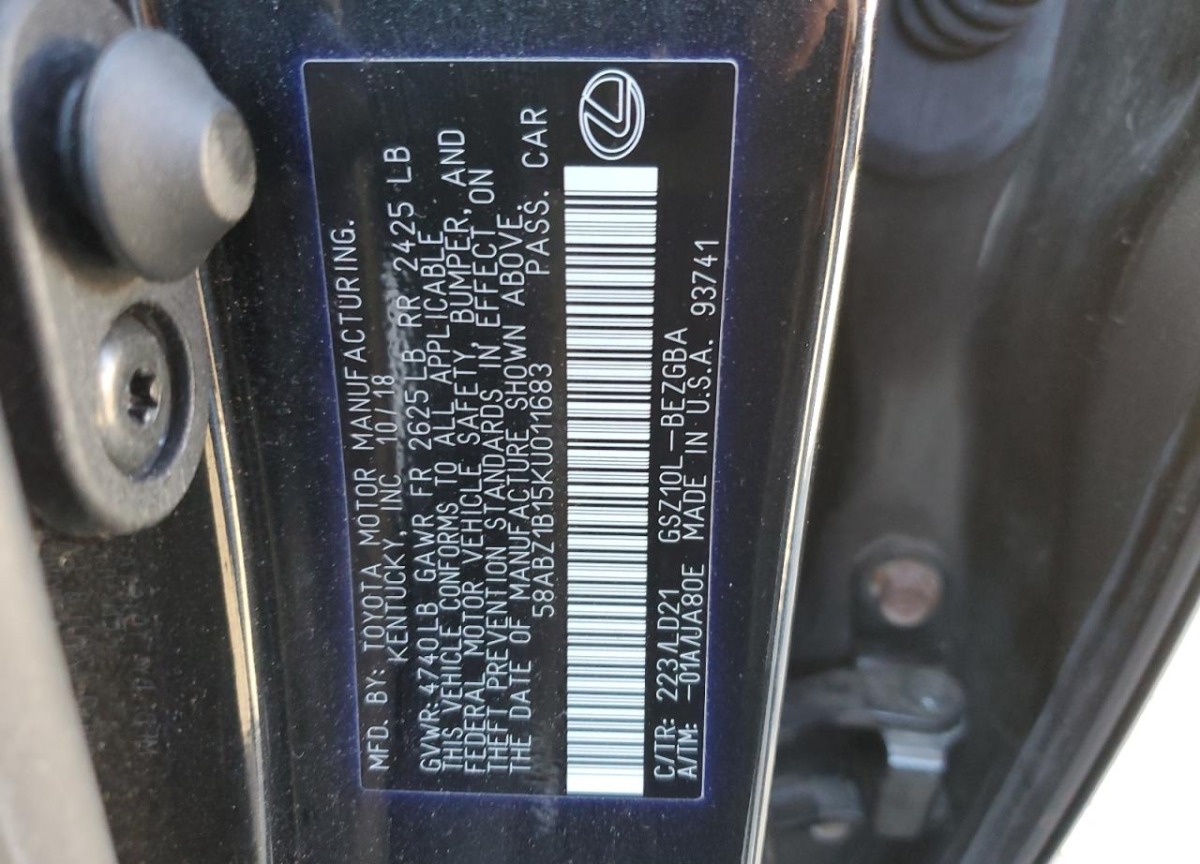 MFD. BY: TOYOTA MOTOR MANUFACTURING.
KENTUCKY, INC 10/18
GVWR: 4740LB GAWR FR 2625 LB RR 2425 LB
THIS VEHICLE CONFORMS TO ALL APPLICABLE
FEDERAL MOTOR VEHICLE SAFETY, BUMPER, AND
THEFT PREVENTION STANDARDS IN EFFECT ON
THE DATE OF MANUFACTURE SHOWN ABOVE.
58ABZ1B15KU011683 PASS. CAR
C/TR: 223/LD21 GSZ10L-BEZGBA
A/TM: -01A/UA80E MADE IN U.S.A. 93741